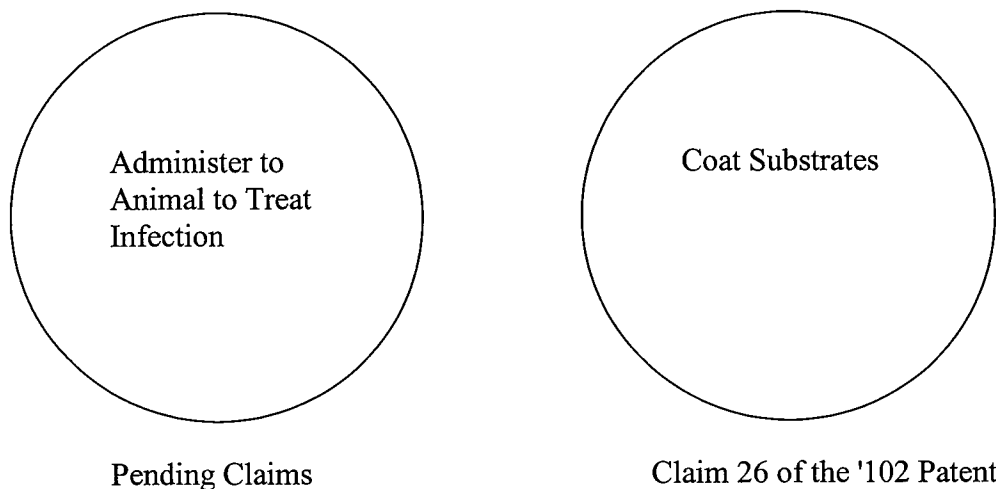 Administer to
Animal to Treat
Infection
Coat Substrates
Pending Claims
Claim 26 of the '102 Patent